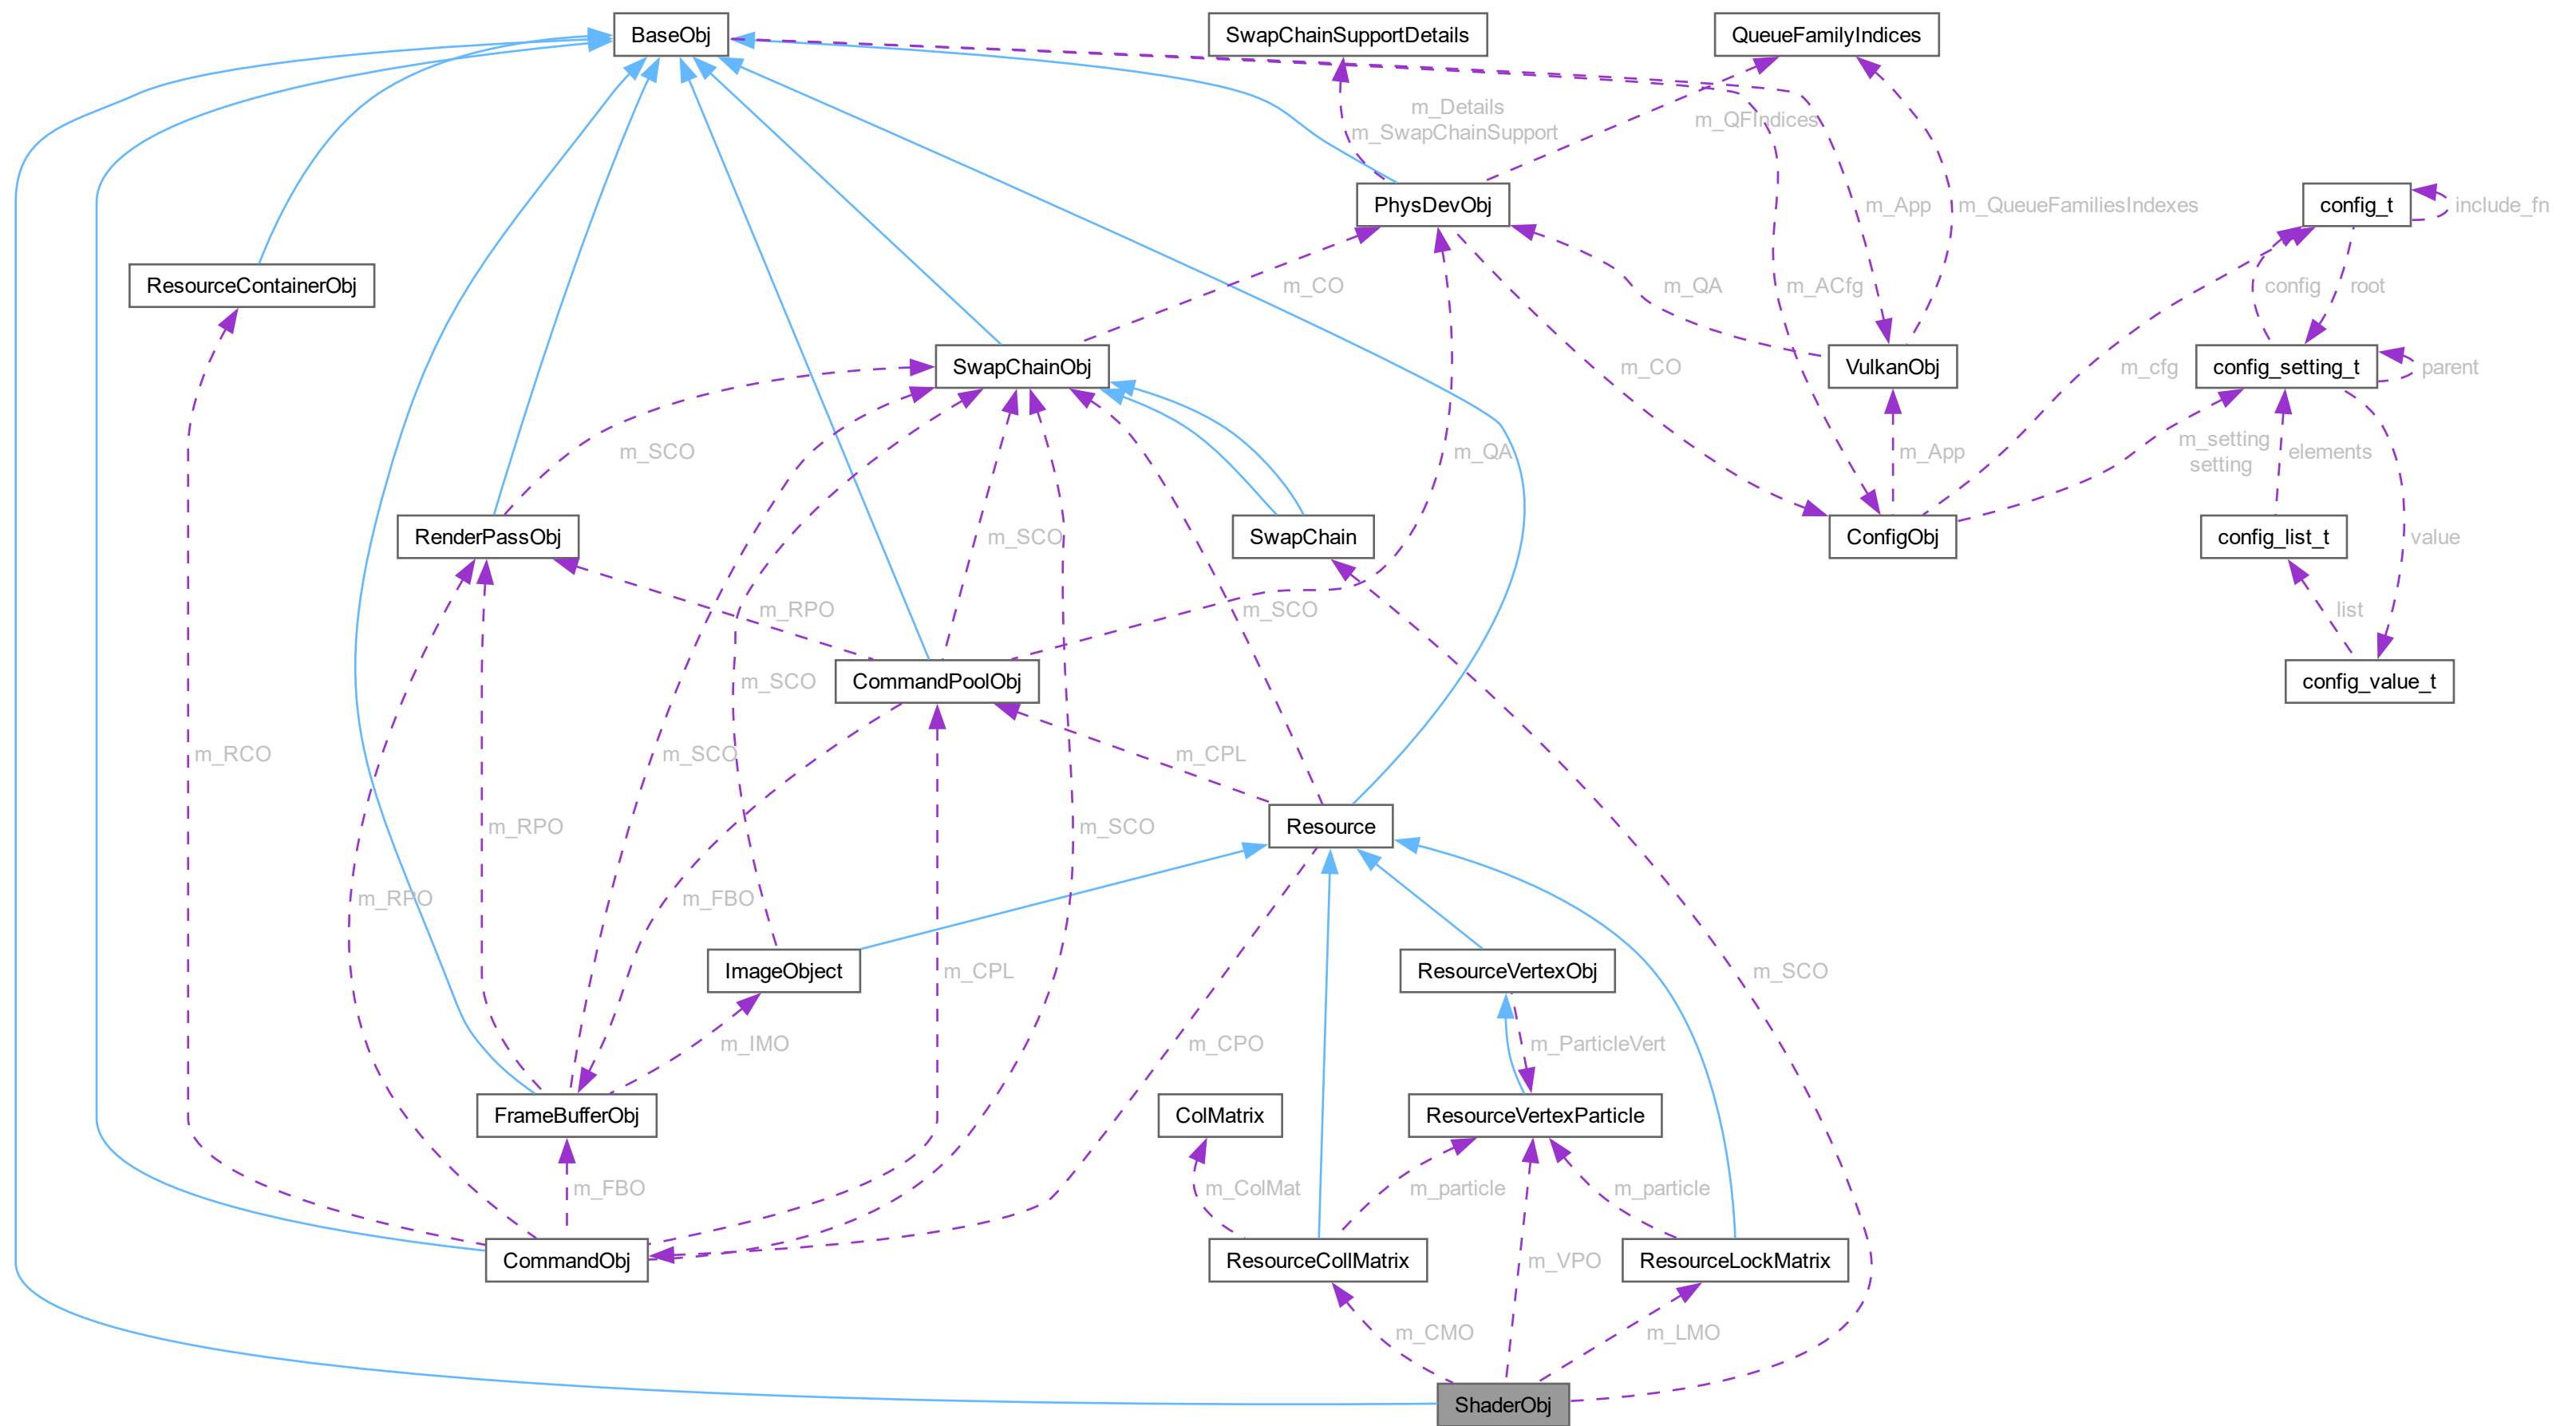 BaseObj
SwapChainSupportDetails
QueueFamilyIndices
m_Details
m_SwapChainSupport
m_QFIndices
PhysDevObj
m_App
m_QueueFamiliesIndexes
config_t
include_fn
ResourceContainerObj
m_CO
m_QA
m_ACfg
config
root
SwapChainObj
m_CO
VulkanObj
m_cfg
config_setting_t
parent
m_SCO
m_QA
m_App
m_setting
setting
elements
RenderPassObj
m_SCO
SwapChain
ConfigObj
config_list_t
value
m_RPO
m_SCO
list
m_SCO
CommandPoolObj
config_value_t
m_RCO
m_SCO
m_CPL
m_RPO
m_SCO
Resource
m_RPO
m_FBO
ImageObject
m_CPL
ResourceVertexObj
m_SCO
m_IMO
m_CPO
m_ParticleVert
FrameBufferObj
ColMatrix
ResourceVertexParticle
m_FBO
m_ColMat
m_particle
m_particle
CommandObj
ResourceCollMatrix
m_VPO
ResourceLockMatrix
m_CMO
m_LMO
ShaderObj